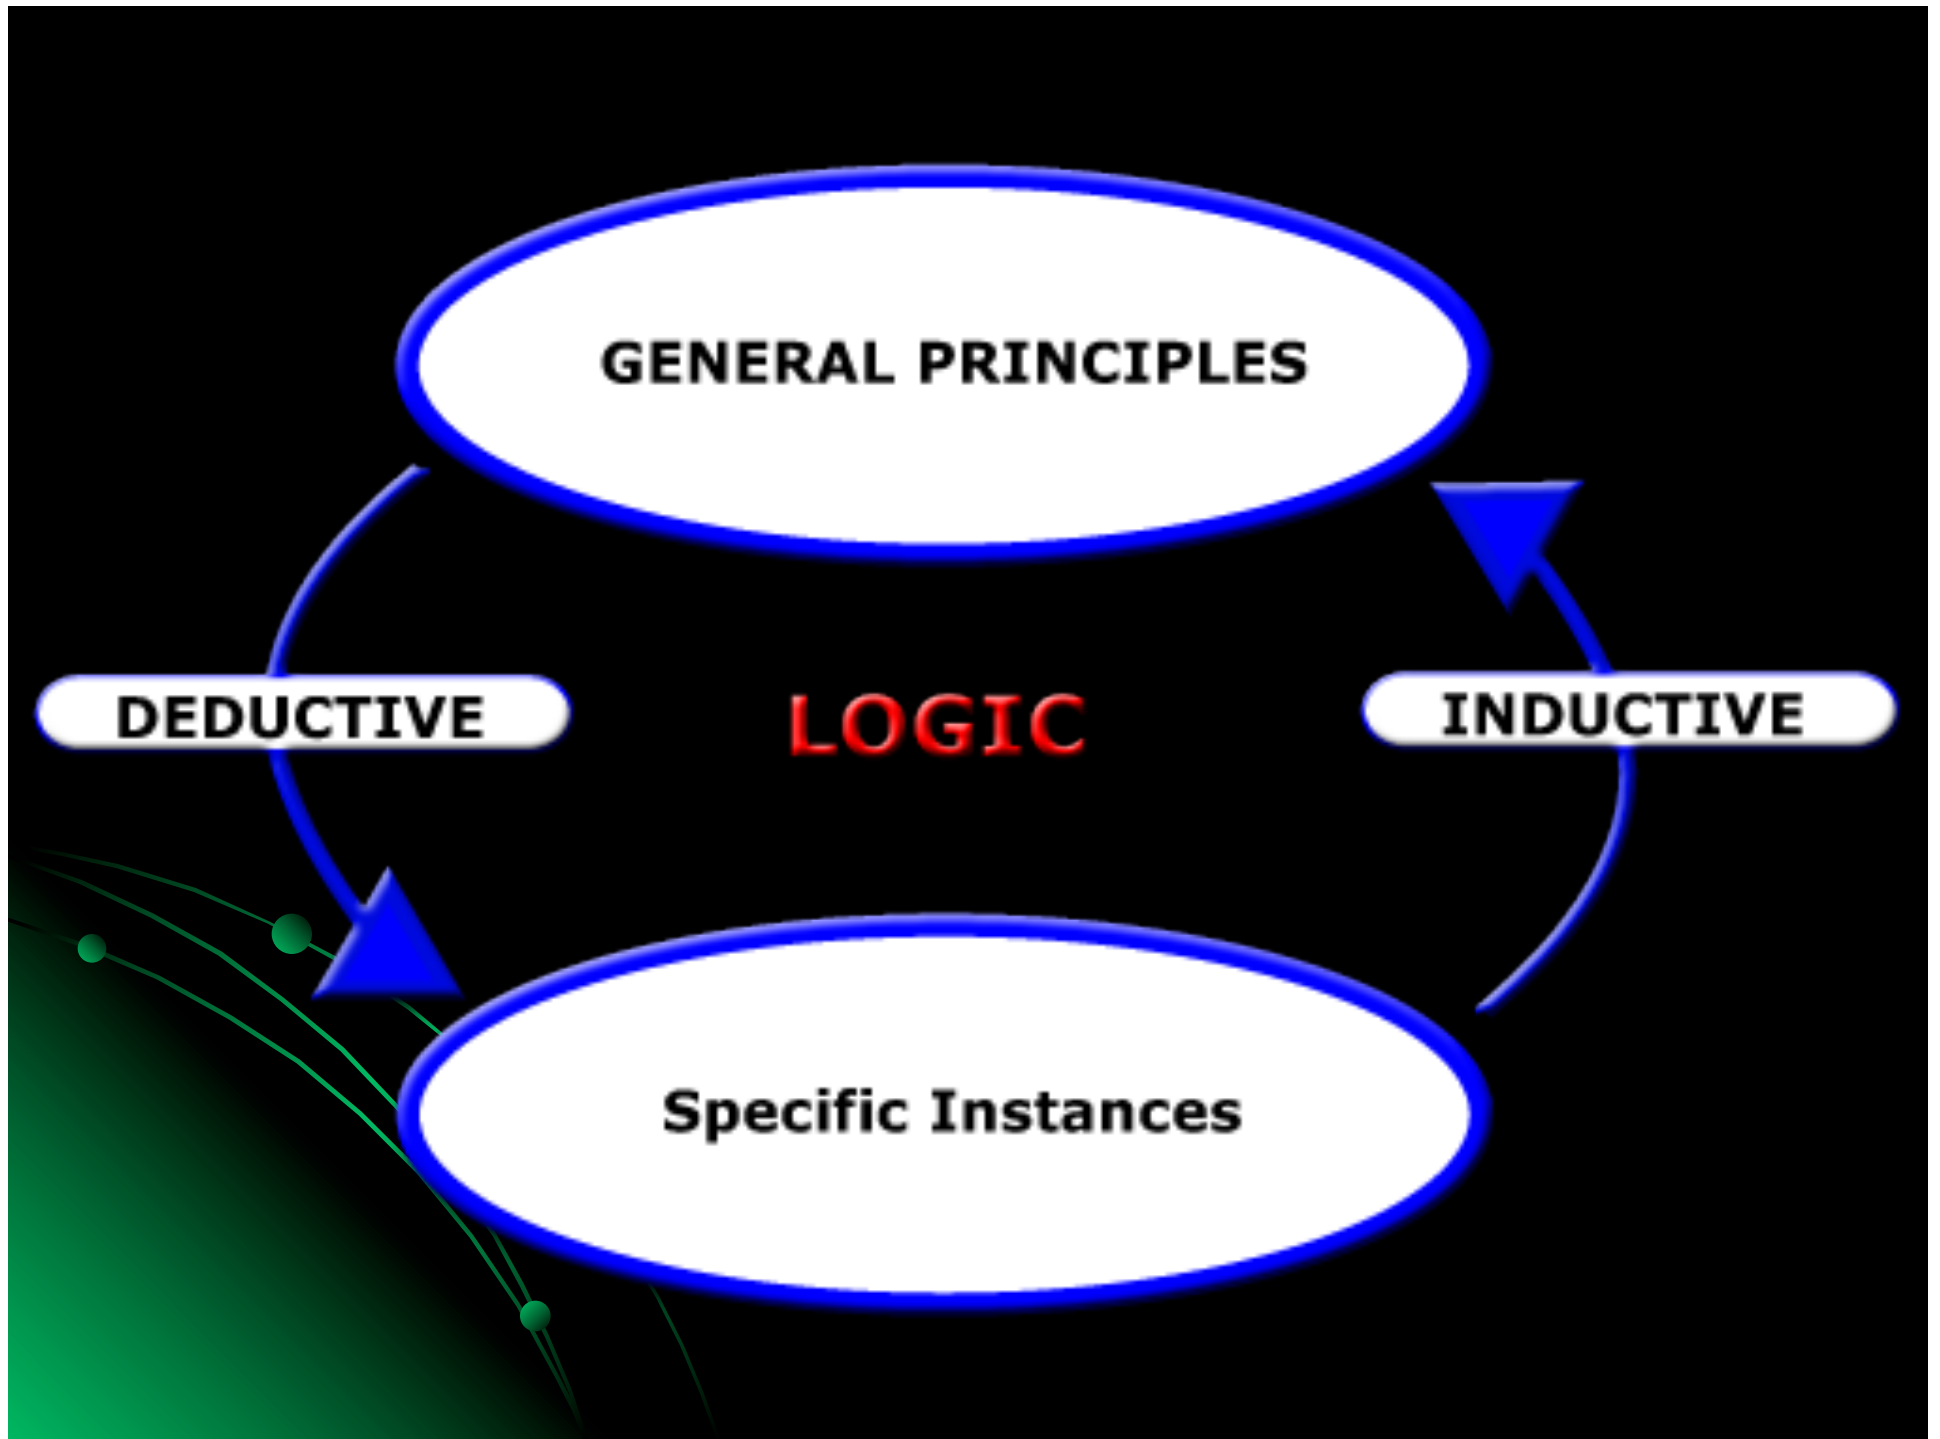 GENERAL PRINCIPLES
DEDUCTIVE
LOGIC
INDUCTIVE
Specific Instances